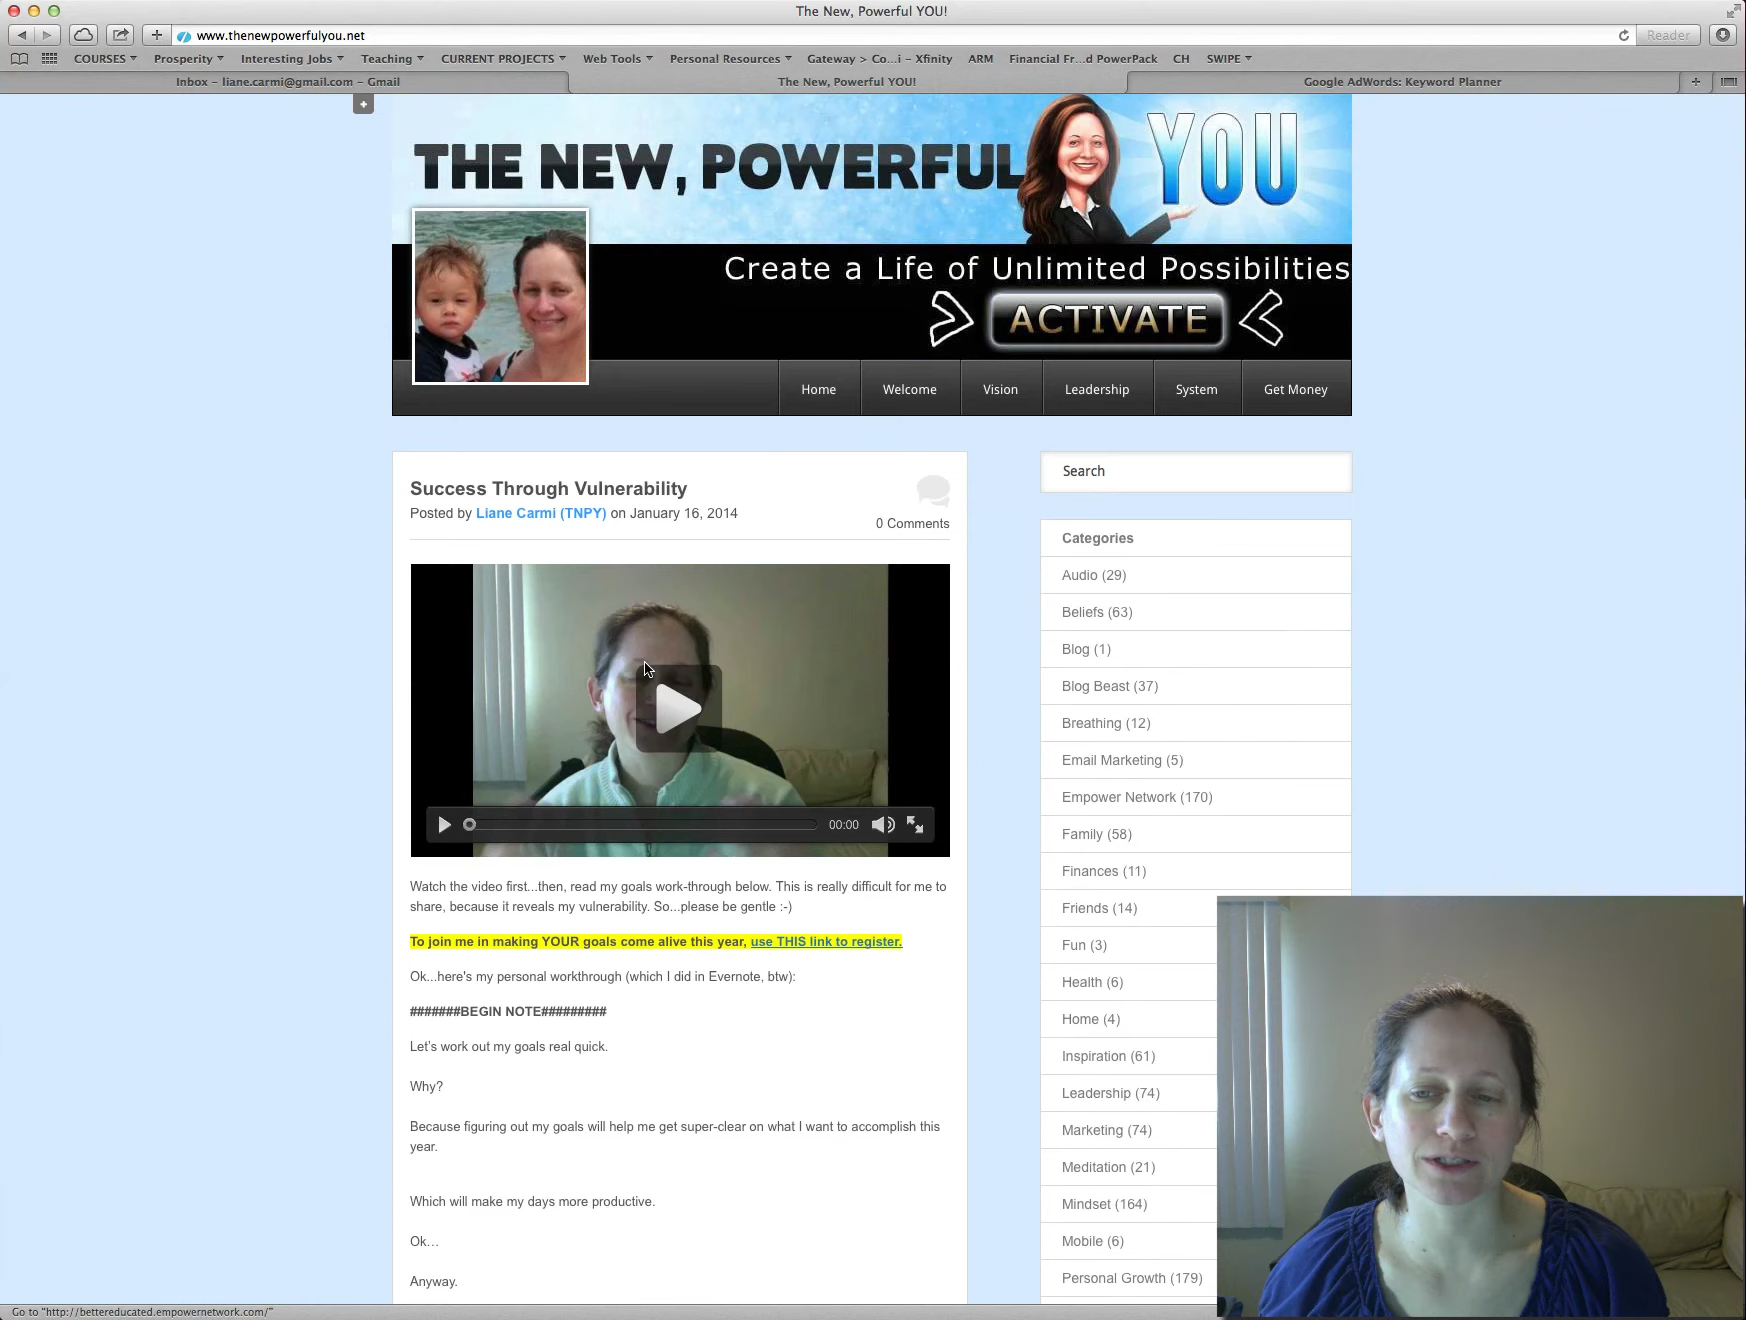 The New, Powerful YOU!
www.thenewpowerfulyou.net
Reader
COURSES
Prosperity
Interesting Jobs
Teaching
CURRENT PROJECTS
Web Tools
Personal Resources
Gateway > Co...i – Xfinity
ARM
Financial Fr...d PowerPack
CH
SWIPE
Inbox – liane.carmi@gmail.com – Gmail
The New, Powerful YOU!
Google AdWords: Keyword Planner
THE NEW, POWERFUL YOU
Create a Life of Unlimited Possibilities
ACTIVATE
Home
Welcome
Vision
Leadership
System
Get Money
Success Through Vulnerability
Posted by Liane Carmi (TNPY) on January 16, 2014
0 Comments
00:00
Watch the video first...then, read my goals work-through below. This is really difficult for me to
share, because it reveals my vulnerability. So...please be gentle :-)
To join me in making YOUR goals come alive this year, use THIS link to register.
Ok...here's my personal workthrough (which I did in Evernote, btw):
#######BEGIN NOTE#########
Let's work out my goals real quick.
Why?
Because figuring out my goals will help me get super-clear on what I want to accomplish this
year.
Which will make my days more productive.
Ok…
Anyway.
Search
Categories
Audio (29)
Beliefs (63)
Blog (1)
Blog Beast (37)
Breathing (12)
Email Marketing (5)
Empower Network (170)
Family (58)
Finances (11)
Friends (14)
Fun (3)
Health (6)
Home (4)
Inspiration (61)
Leadership (74)
Marketing (74)
Meditation (21)
Mindset (164)
Mobile (6)
Personal Growth (179)
Go to "http://bettereducated.empowernetwork.com/"